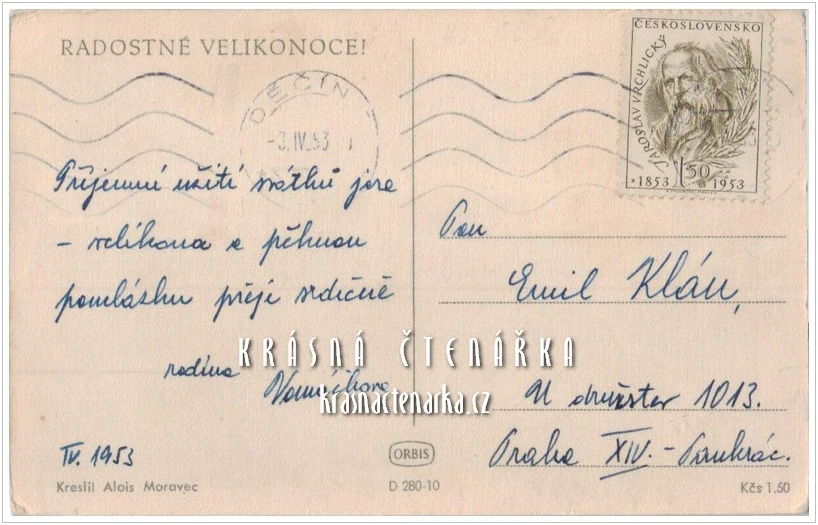 RADOSTNÉ VELIKONOCE!
DĚČÍN
-3.IV.53
ČESKOSLOVENSKO
JAROSLAV VRCHLICKÝ
1.50
*1853 1953
Příjemné užití svátků jara
- velikonoc a pěknou
pomlázku přeje srdečně
rodina
Pan
Emil Klán,
U družstev 1013.
Praha XIV. - Pankrác.
KRÁSNÁ ČTENÁŘKA
krasnactenarka.cz
IV. 1953
Kreslil Alois Moravec
ORBIS
D 280-10
Kčs 1.50